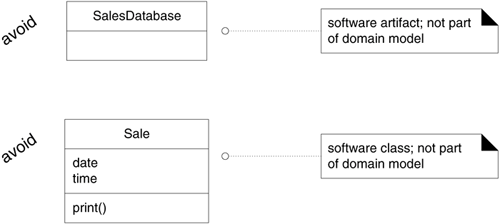 avoid
SalesDatabase
software artifact; not part
of domain model
avoid
Sale
date
time
print()
software class; not part
of domain model